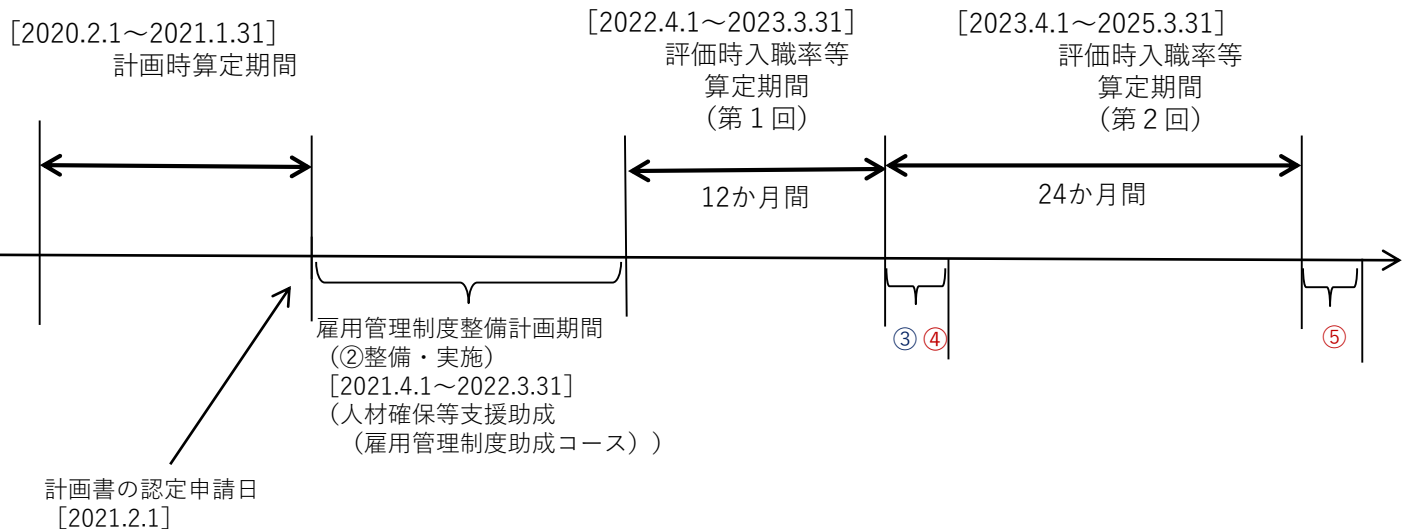 [2020.2.1～2021.1.31]
計画時算定期間
[2022.4.1～2023.3.31]
評価時入職率等
算定期間
（第１回）
[2023.4.1～2025.3.31]
評価時入職率等
算定期間
（第２回）
12か月間
24か月間
雇用管理制度整備計画期間
（②整備・実施）
[2021.4.1～2022.3.31]
（人材確保等支援助成
（雇用管理制度助成コース））
③ ④
⑤
計画書の認定申請日
[2021.2.1]